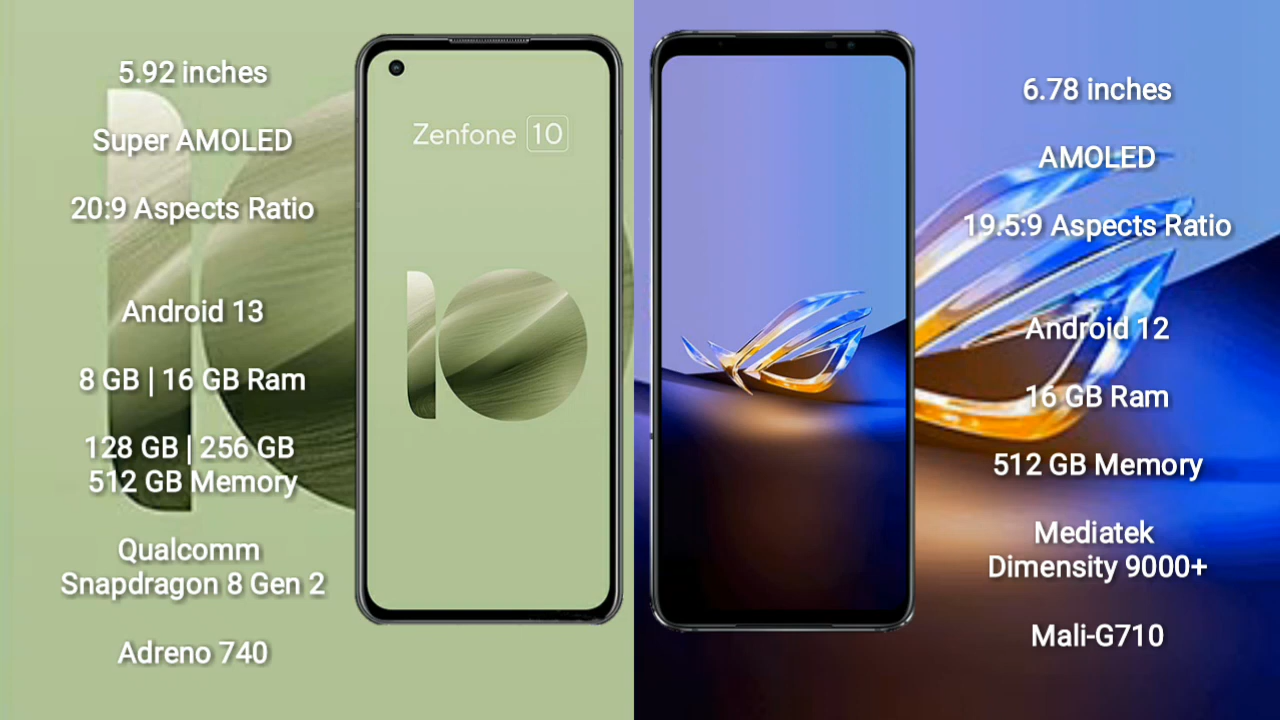 5.92 inches
Super AMOLED
20:9 Aspects Ratio
Android 13
8 GB | 16 GB Ram
128 GB | 256 GB
512 GB Memory
Qualcomm
Snapdragon 8 Gen 2
Adreno 740
Zenfone 10
6.78 inches
AMOLED
19.5:9 Aspects Ratio
Android 12
16 GB Ram
512 GB Memory
Mediatek
Dimensity 9000+
Mali-G710